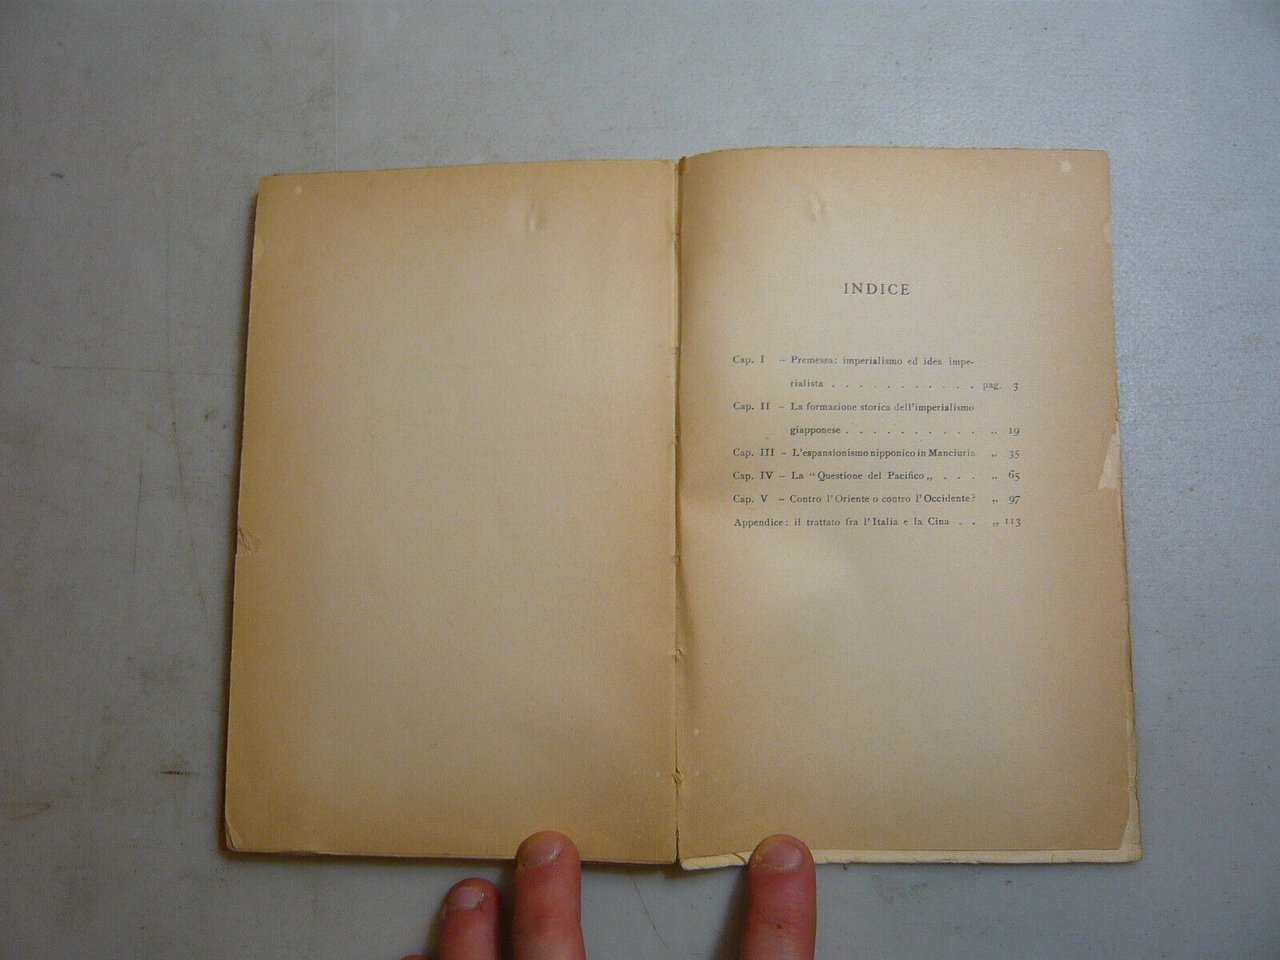 INDICE
Cap. I – Premessa: imperialismo ed idea impe-
rialista . . . . . . . . . . . pag. 3
Cap. II – La formazione storica dell'imperialismo
giapponese . . . . . . . . . . „ 19
Cap. III – L'espansionismo nipponico in Manciuria „ 35
Cap. IV – La “Questione del Pacifico„ . . . „ 65
Cap. V – Contro l'Oriente o contro l'Occidente? „ 97
Appendice: il trattato fra l'Italia e la Cina . . „ 113